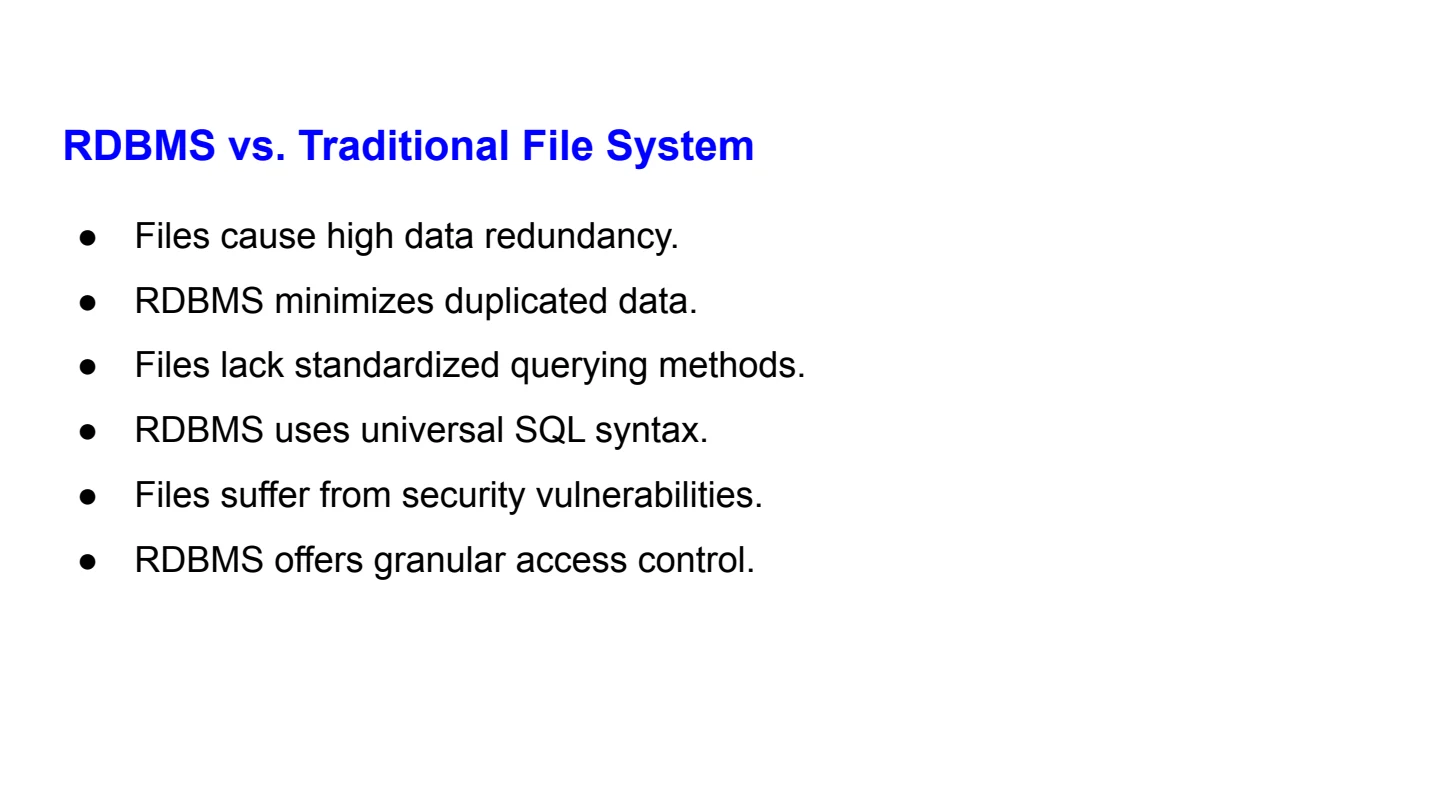 RDBMS vs. Traditional File System
● Files cause high data redundancy.
● RDBMS minimizes duplicated data.
● Files lack standardized querying methods.
● RDBMS uses universal SQL syntax.
● Files suffer from security vulnerabilities.
● RDBMS offers granular access control.